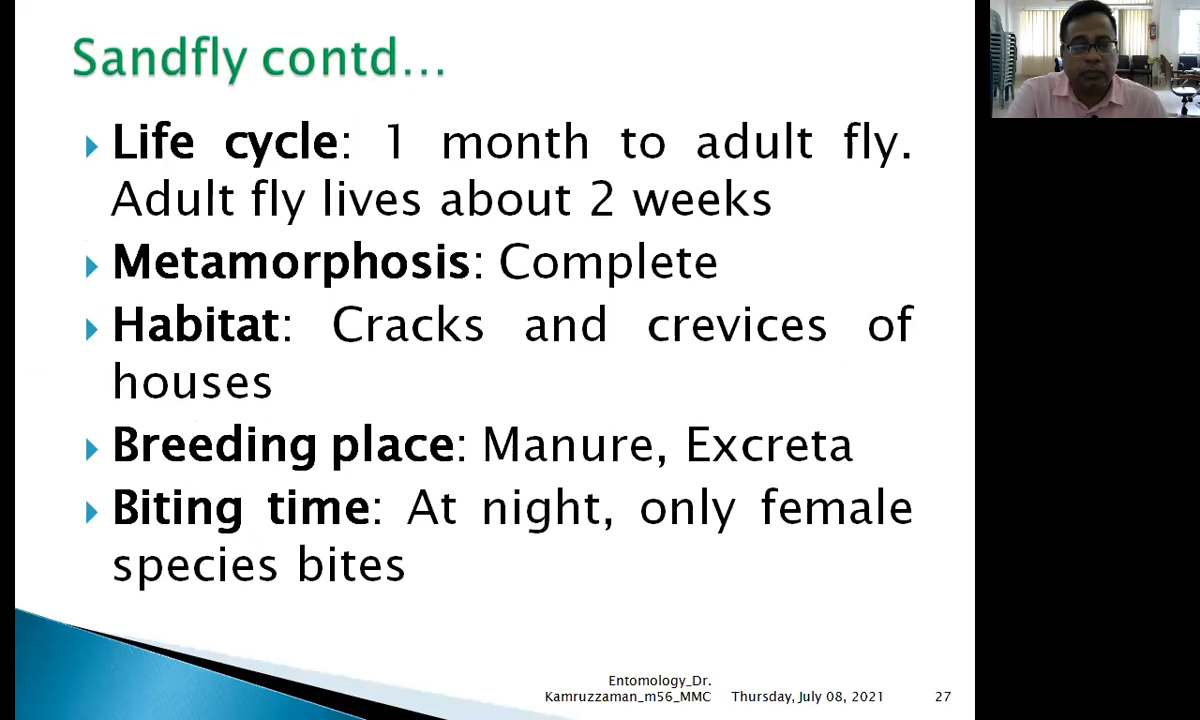 Sandfly contd...
Life cycle: 1 month to adult fly.
Adult fly lives about 2 weeks
Metamorphosis: Complete
Habitat: Cracks and crevices of
houses
Breeding place: Manure, Excreta
Biting time: At night, only female
species bites
Entomology_Dr.
Kamruzzaman_m56_MMC Thursday, July 08, 2021 27